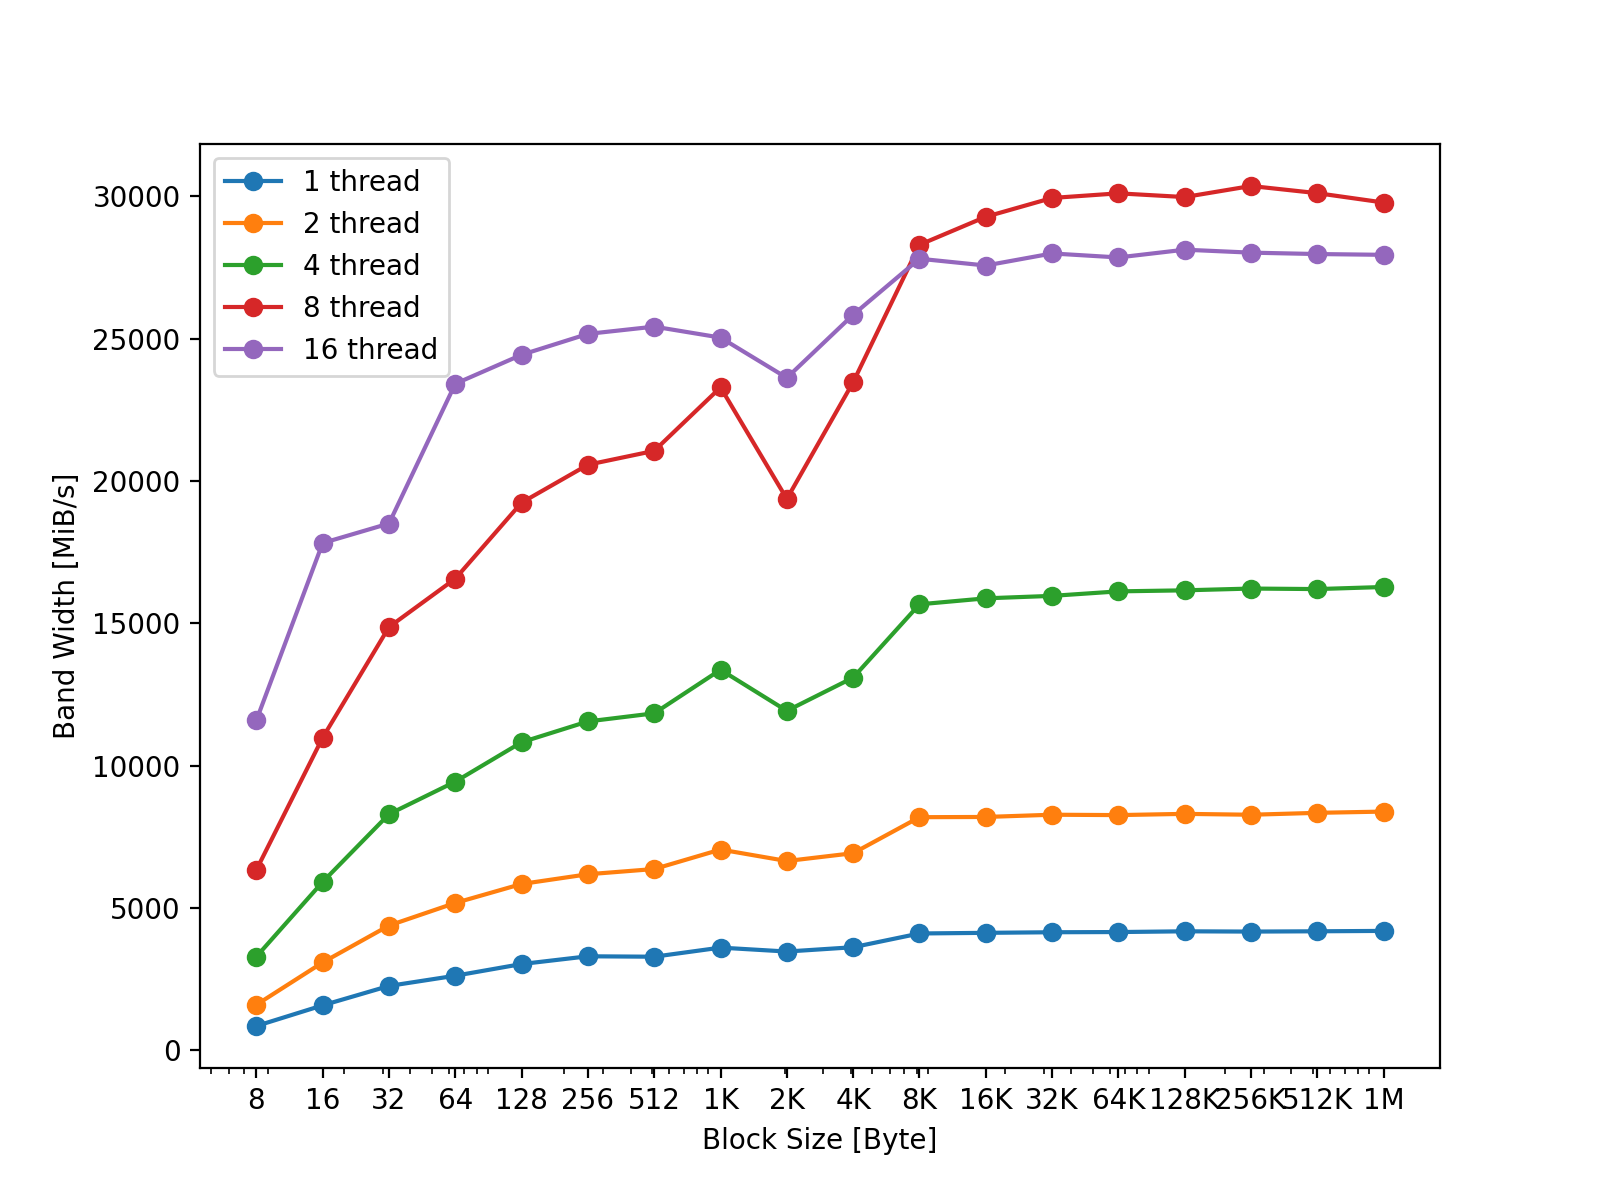 1 thread
2 thread
4 thread
8 thread
16 thread
30000
25000
20000
15000
10000
5000
0
Band Width [MiB/s]
8 16 32 64 128 256 512 1K 2K 4K 8K 16K 32K 64K 128K 256K 512K 1M
Block Size [Byte]